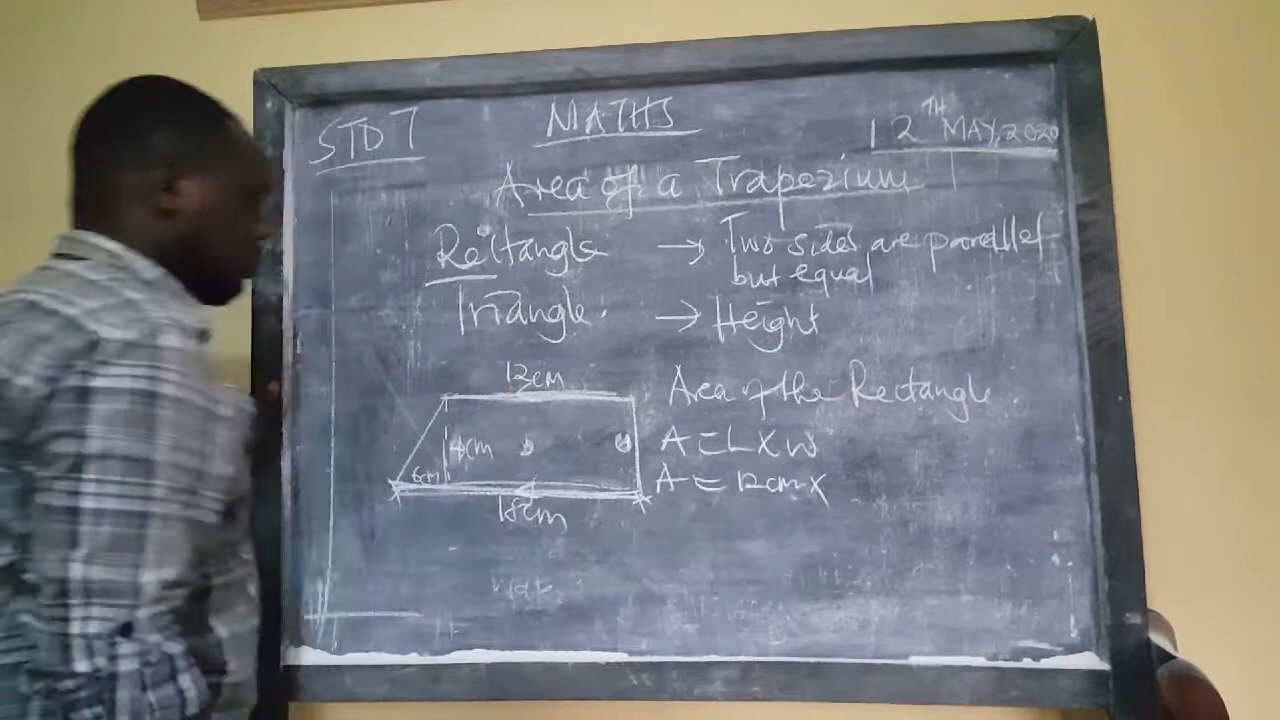 STD 7
MATHS
12TH MAY, 2020
Area of a Trapezium
Rectangle → Two sides are parallel
but equal
Triangle. → Height
12cm
Area of the Rectangle.
A = L x W
4cm
6cm
A = 12cm x
18cm